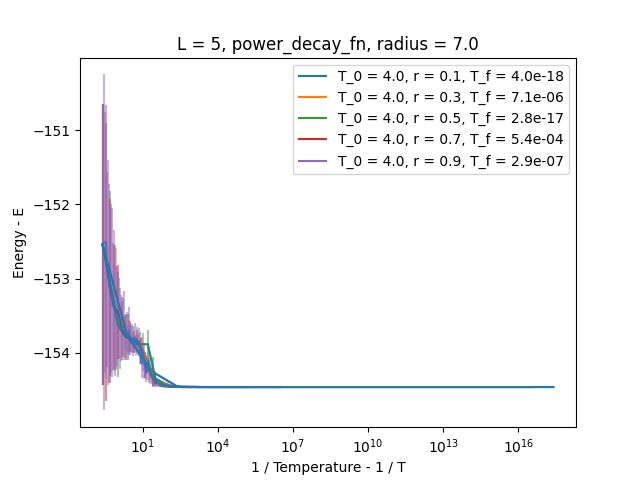 L = 5, power_decay_fn, radius = 7.0
T_0 = 4.0, r = 0.1, T_f = 4.0e-18
T_0 = 4.0, r = 0.3, T_f = 7.1e-06
T_0 = 4.0, r = 0.5, T_f = 2.8e-17
T_0 = 4.0, r = 0.7, T_f = 5.4e-04
T_0 = 4.0, r = 0.9, T_f = 2.9e-07
Energy - E
−151
−152
−153
−154
10¹ 10⁴ 10⁷ 10¹⁰ 10¹³ 10¹⁶
1 / Temperature - 1 / T